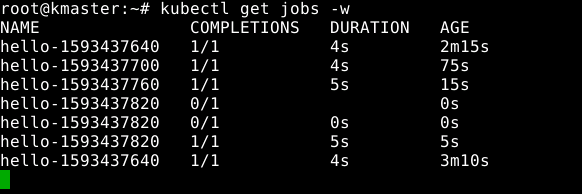 root@kmaster:~# kubectl get jobs -w
NAME COMPLETIONS DURATION AGE
hello-1593437640 1/1 4s 2m15s
hello-1593437700 1/1 4s 75s
hello-1593437760 1/1 5s 15s
hello-1593437820 0/1 0s
hello-1593437820 0/1 0s 0s
hello-1593437820 1/1 5s 5s
hello-1593437640 1/1 4s 3m10s